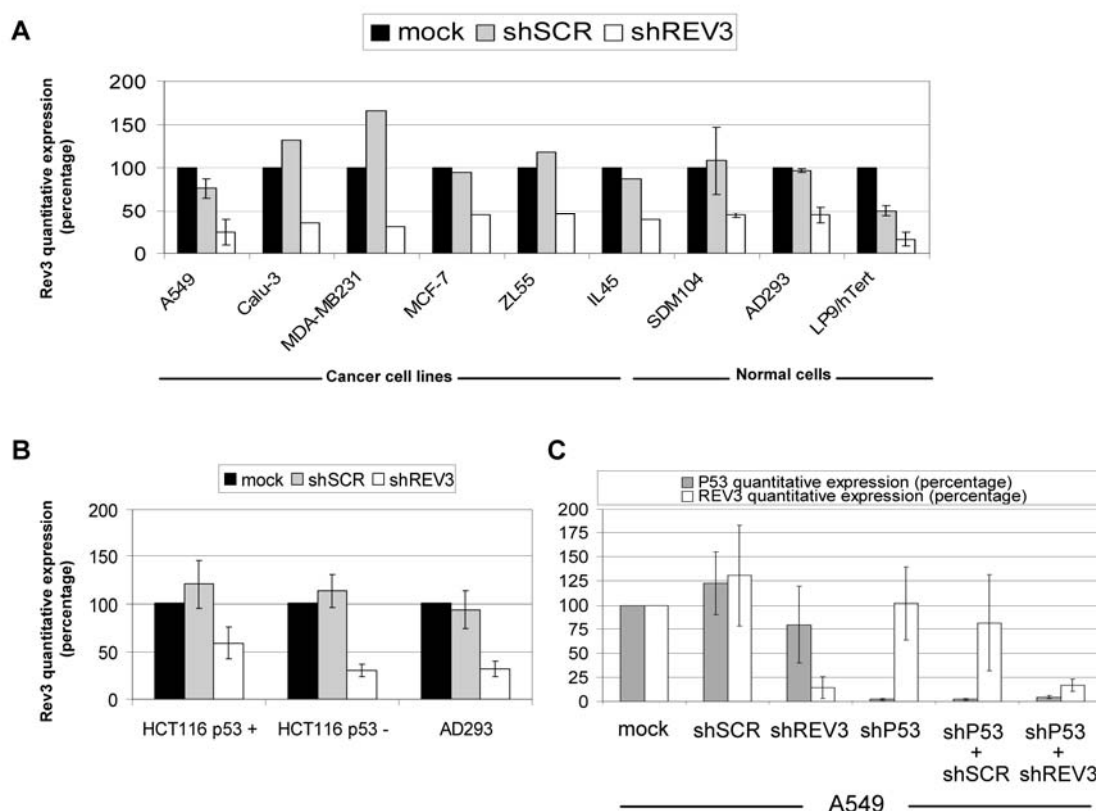 A
mock shSCR shREV3
Rev3 quantitative expression
(percentage)
200
150
100
50
0
A549
Calu-3
MDA-MB231
MCF-7
ZL55
IL45
SDM104
AD293
LP9/hTert
Cancer cell lines
Normal cells
B
mock shSCR shREV3
Rev3 quantitative expression
(percentage)
200
150
100
50
0
HCT116 p53 +
HCT116 p53 -
AD293
C
P53 quantitative expression (percentage)
REV3 quantitative expression (percentage)
200
175
150
125
100
75
50
25
0
mock
shSCR
shREV3
shP53
shP53
+
shSCR
shP53
+
shREV3
A549